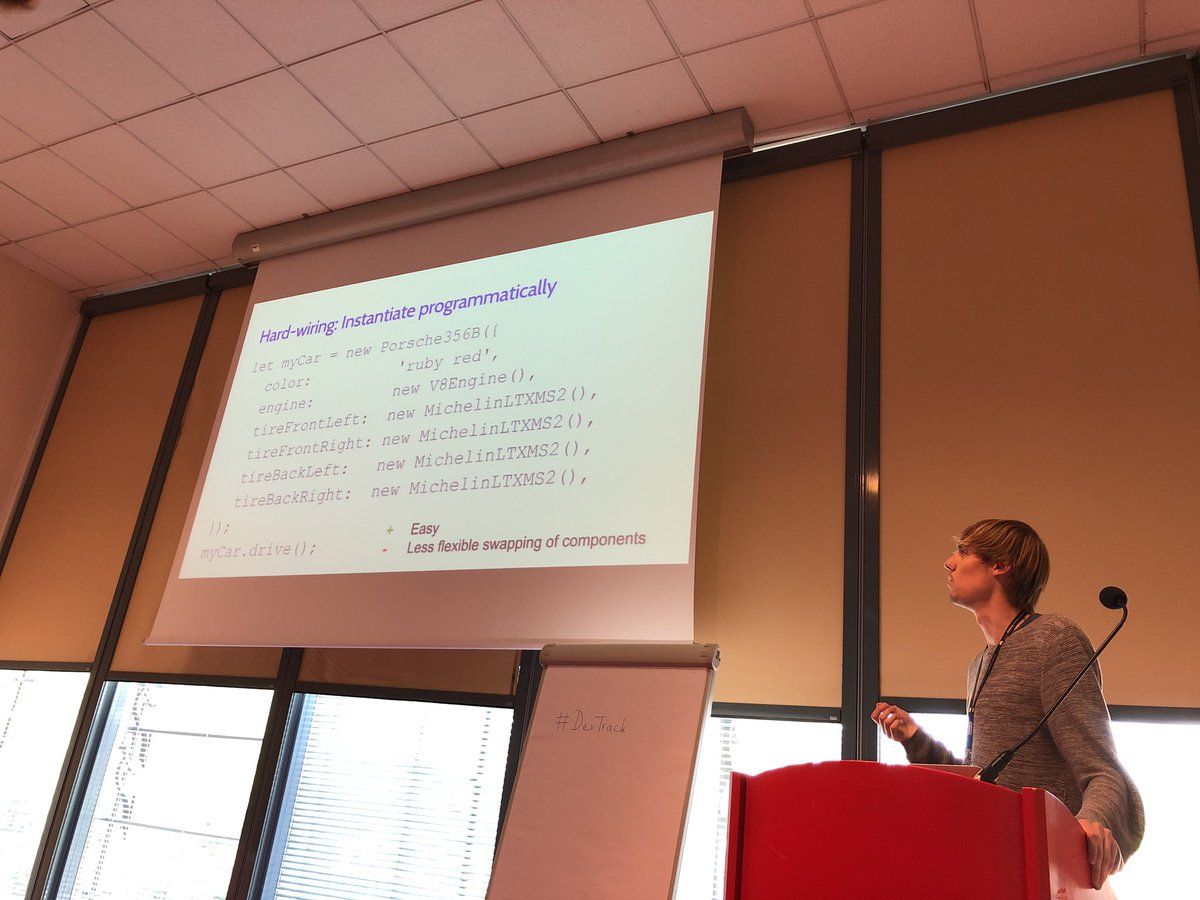 Hard-wiring: Instantiate programmatically
let myCar = new Porsche356B({
color: 'ruby red',
engine: new V8Engine(),
tireFrontLeft: new MichelinLTXMS2(),
tireFrontRight: new MichelinLTXMS2(),
tireBackLeft: new MichelinLTXMS2(),
tireBackRight: new MichelinLTXMS2(),
});
myCar.drive();
+ Easy
- Less flexible swapping of components
#DevTrack